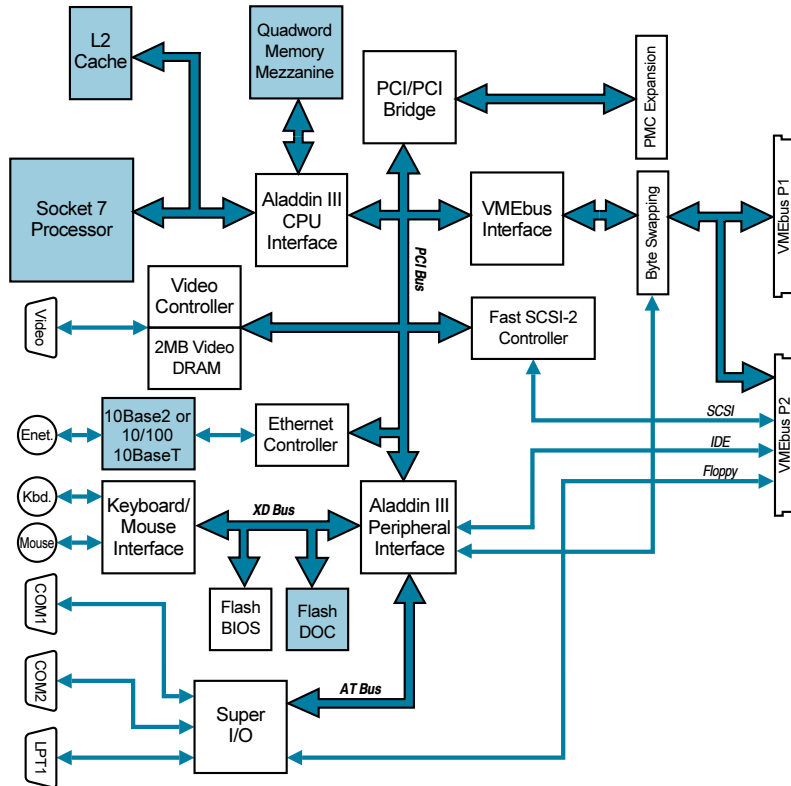 L2
Cache
Quadword
Memory
Mezzanine
PCI/PCI
Bridge
PMC Expansion
Socket 7
Processor
Aladdin III
CPU
Interface
VMEbus
Interface
Byte Swapping
VMEbus P1
PCI Bus
Video
Video
Controller
2MB Video
DRAM
Fast SCSI-2
Controller
VMEbus P2
SCSI
IDE
Floppy
Enet.
10Base2 or
10/100
10BaseT
Ethernet
Controller
Kbd.
Mouse
Keyboard/
Mouse
Interface
XD Bus
Aladdin III
Peripheral
Interface
Flash
BIOS
Flash
DOC
COM1
COM2
LPT1
Super
I/O
AT Bus